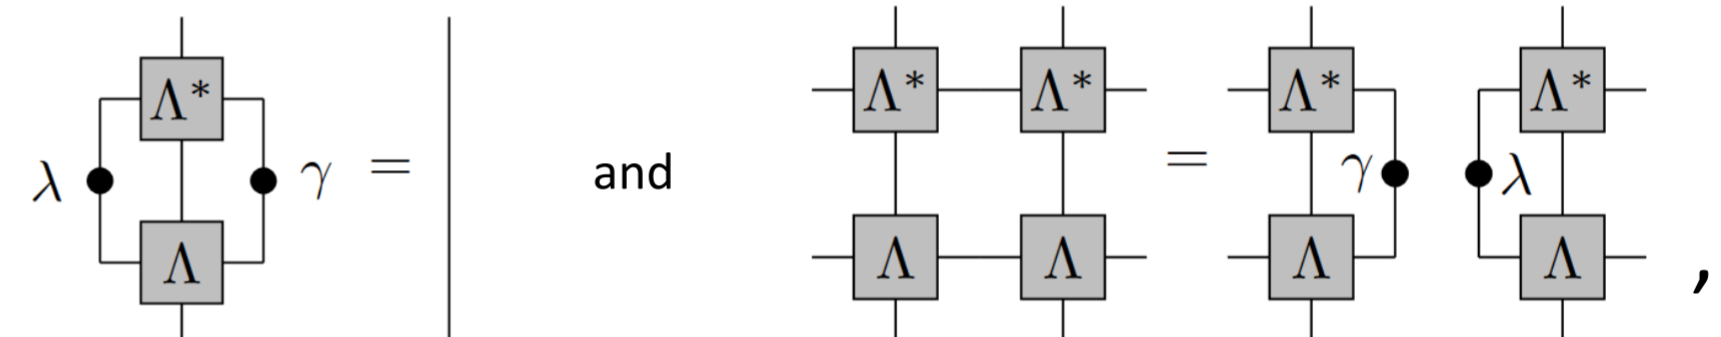 Λ* Λ* Λ* Λ* Λ*
λ γ = and = γ λ
Λ Λ Λ Λ Λ ,